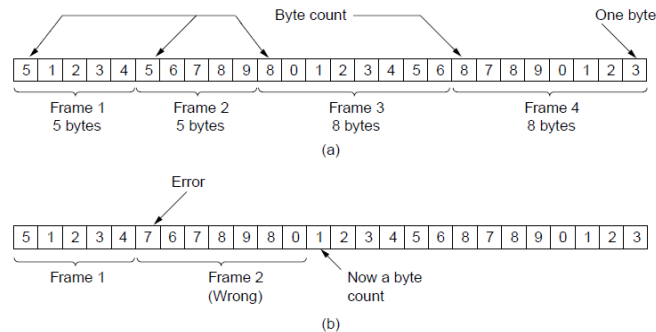 Byte count One byte
5 1 2 3 4 5 6 7 8 9 8 0 1 2 3 4 5 6 8 7 8 9 0 1 2 3
Frame 1 Frame 2 Frame 3 Frame 4
5 bytes 5 bytes 8 bytes 8 bytes
(a)
Error
5 1 2 3 4 7 6 7 8 9 8 0 1 2 3 4 5 6 8 7 8 9 0 1 2 3
Frame 1 Frame 2 Now a byte
(Wrong) count
(b)